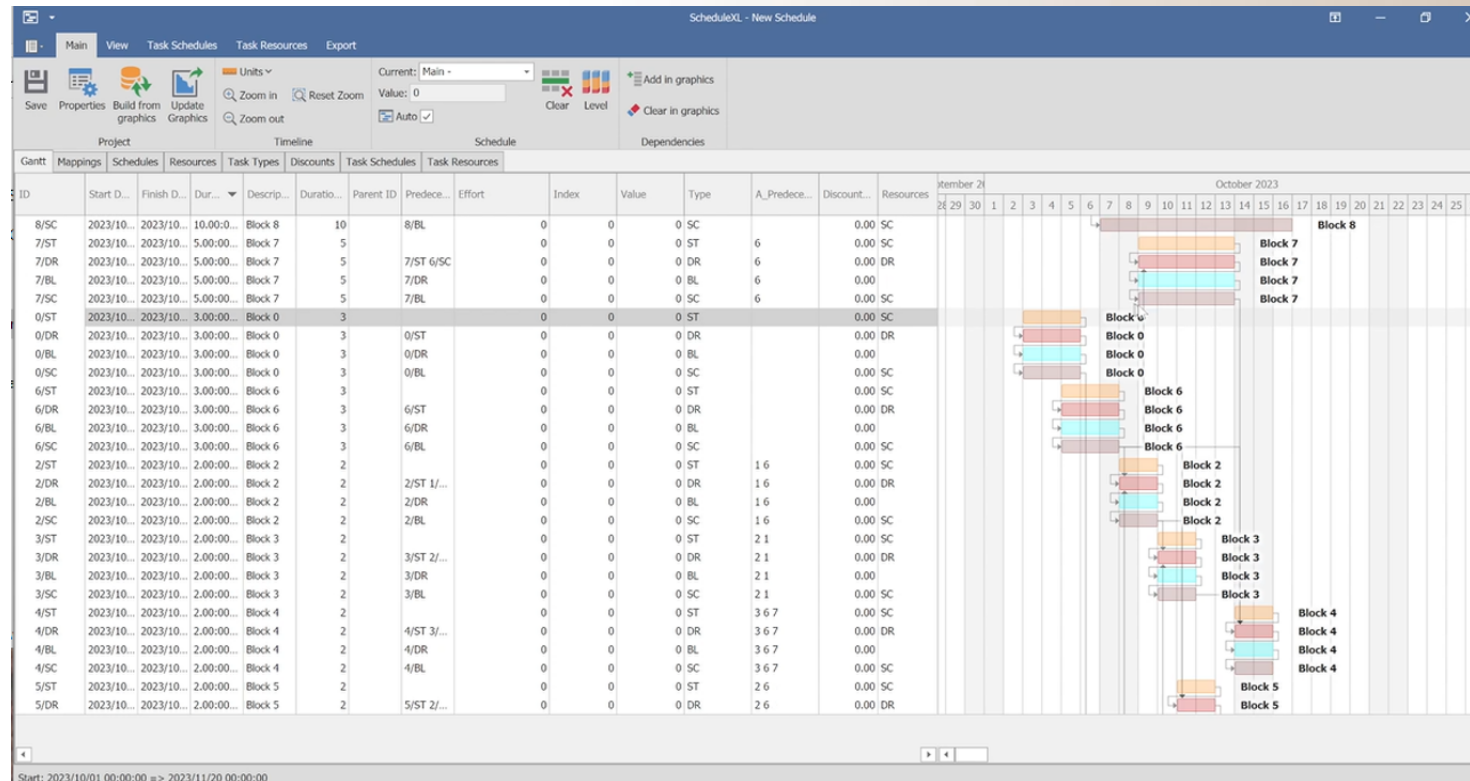 ScheduleXL - New Schedule
Main View Task Schedules Task Resources Export
Save Properties Build from graphics Update Graphics
Units
Zoom in Reset Zoom
Zoom out
Current: Main -
Value: 0
Auto
Clear Level
Add in graphics
Clear in graphics
Project Timeline Schedule Dependencies
Gantt Mappings Schedules Resources Task Types Discounts Task Schedules Task Resources
ID Start D... Finish D... Dur... Descrip... Duratio... Parent ID Predece... Effort Index Value Type A_Predece... Discount... Resources
October 2023
28 29 30 1 2 3 4 5 6 7 8 9 10 11 12 13 14 15 16 17 18 19 20 21 22 23 24 25
8/SC 2023/10... 2023/10... 10.00:0... Block 8 10 8/BL 0 0 0 SC 0.00 SC Block 8
7/ST 2023/10... 2023/10... 5.00:00... Block 7 5 0 0 0 ST 6 0.00 SC Block 7
7/DR 2023/10... 2023/10... 5.00:00... Block 7 5 7/ST 6/SC 0 0 0 DR 6 0.00 DR Block 7
7/BL 2023/10... 2023/10... 5.00:00... Block 7 5 7/DR 0 0 0 BL 6 0.00 Block 7
7/SC 2023/10... 2023/10... 5.00:00... Block 7 5 7/BL 0 0 0 SC 6 0.00 SC Block 7
0/ST 2023/10... 2023/10... 3.00:00... Block 0 3 0 0 0 ST 0.00 SC Block
0/DR 2023/10... 2023/10... 3.00:00... Block 0 3 0/ST 0 0 0 DR 0.00 DR Block 0
0/BL 2023/10... 2023/10... 3.00:00... Block 0 3 0/DR 0 0 0 BL 0.00 Block 0
0/SC 2023/10... 2023/10... 3.00:00... Block 0 3 0/BL 0 0 0 SC 0.00 SC Block 0
6/ST 2023/10... 2023/10... 3.00:00... Block 6 3 0 0 0 ST 0.00 SC Block 6
6/DR 2023/10... 2023/10... 3.00:00... Block 6 3 6/ST 0 0 0 DR 0.00 DR Block 6
6/BL 2023/10... 2023/10... 3.00:00... Block 6 3 6/DR 0 0 0 BL 0.00 Block 6
6/SC 2023/10... 2023/10... 3.00:00... Block 6 3 6/BL 0 0 0 SC 0.00 SC Block 6
2/ST 2023/10... 2023/10... 2.00:00... Block 2 2 0 0 0 ST 1 6 0.00 SC Block 2
2/DR 2023/10... 2023/10... 2.00:00... Block 2 2 2/ST 1/... 0 0 0 DR 1 6 0.00 DR Block 2
2/BL 2023/10... 2023/10... 2.00:00... Block 2 2 2/DR 0 0 0 BL 1 6 0.00 Block 2
2/SC 2023/10... 2023/10... 2.00:00... Block 2 2 2/BL 0 0 0 SC 1 6 0.00 SC Block 2
3/ST 2023/10... 2023/10... 2.00:00... Block 3 2 0 0 0 ST 2 1 0.00 SC Block 3
3/DR 2023/10... 2023/10... 2.00:00... Block 3 2 3/ST 2/... 0 0 0 DR 2 1 0.00 DR Block 3
3/BL 2023/10... 2023/10... 2.00:00... Block 3 2 3/DR 0 0 0 BL 2 1 0.00 Block 3
3/SC 2023/10... 2023/10... 2.00:00... Block 3 2 3/BL 0 0 0 SC 2 1 0.00 SC Block 3
4/ST 2023/10... 2023/10... 2.00:00... Block 4 2 0 0 0 ST 3 6 7 0.00 SC Block 4
4/DR 2023/10... 2023/10... 2.00:00... Block 4 2 4/ST 3/... 0 0 0 DR 3 6 7 0.00 DR Block 4
4/BL 2023/10... 2023/10... 2.00:00... Block 4 2 4/DR 0 0 0 BL 3 6 7 0.00 Block 4
4/SC 2023/10... 2023/10... 2.00:00... Block 4 2 4/BL 0 0 0 SC 3 6 7 0.00 SC Block 4
5/ST 2023/10... 2023/10... 2.00:00... Block 5 2 0 0 0 ST 2 6 0.00 SC Block 5
5/DR 2023/10... 2023/10... 2.00:00... Block 5 2 5/ST 2/... 0 0 0 DR 2 6 0.00 DR Block 5
Start: 2023/10/01 00:00:00 => 2023/11/20 00:00:00